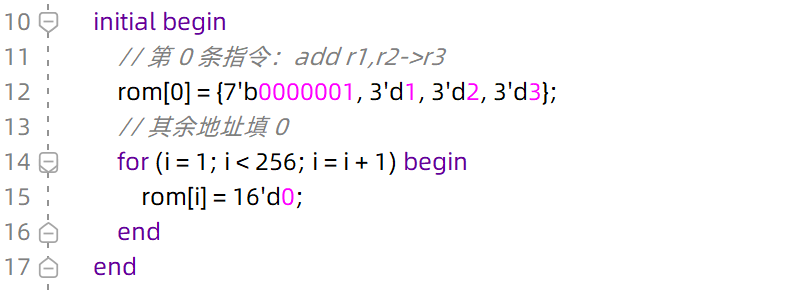 10 initial begin
11 // 第 0 条指令：add r1,r2->r3
12 rom[0] = {7'b0000001, 3'd1, 3'd2, 3'd3};
13 // 其余地址填 0
14 for (i = 1; i < 256; i = i + 1) begin
15 rom[i] = 16'd0;
16 end
17 end